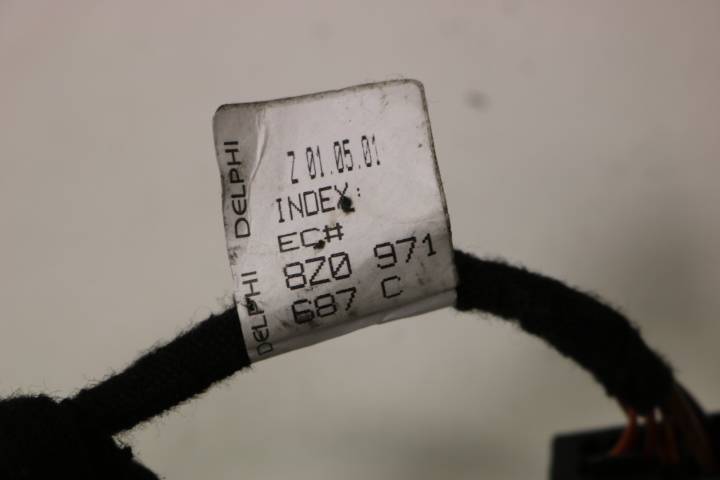 DELPHI
DELPHI
Z 01.05.01
INDEX:
EC#
8Z0 971
687 C